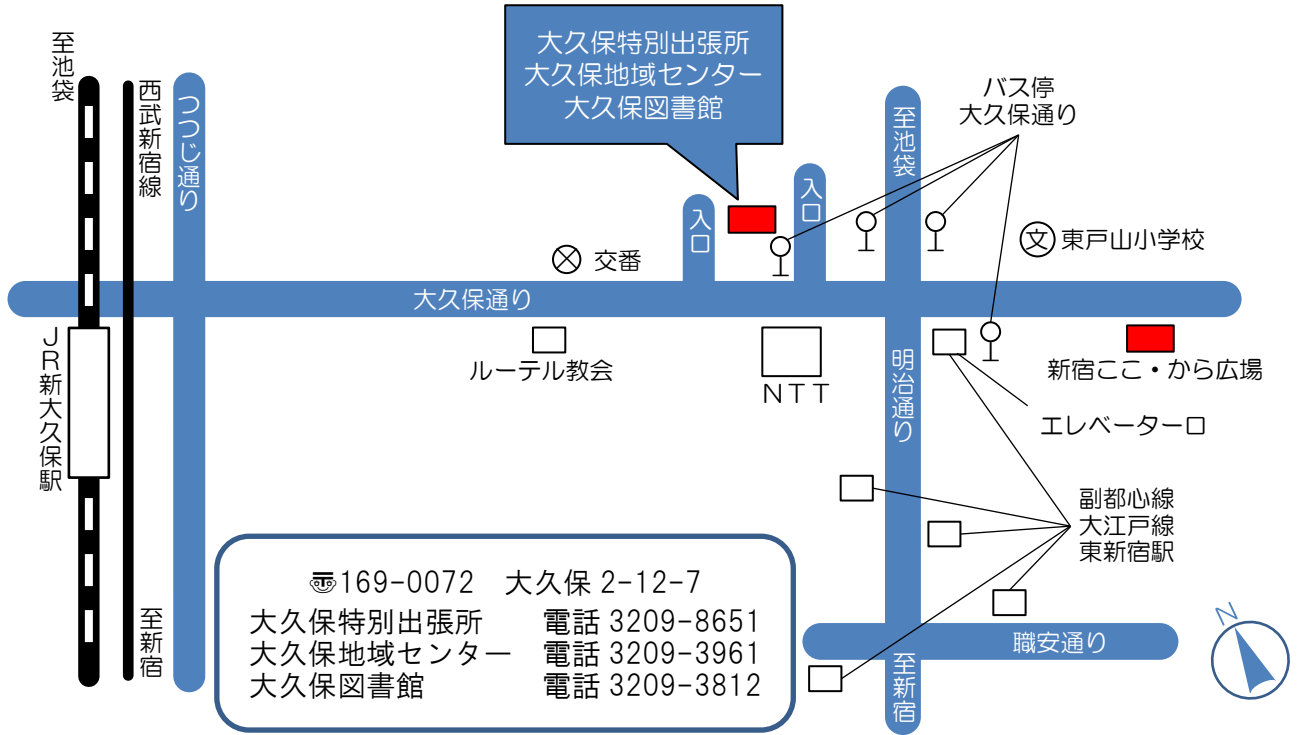 大久保特別出張所
大久保地域センター
大久保図書館
至池袋
西武新宿線
つつじ通り
バス停
大久保通り
至池袋
入口
入口
交番
文
東戸山小学校
大久保通り
JR新大久保駅
ルーテル教会
NTT
明治通り
新宿ここ・から広場
エレベーター口
副都心線
大江戸線
東新宿駅
〠169-0072 大久保 2-12-7
大久保特別出張所 電話 3209-8651
大久保地域センター 電話 3209-3961
大久保図書館 電話 3209-3812
至新宿
職安通り
至新宿
N